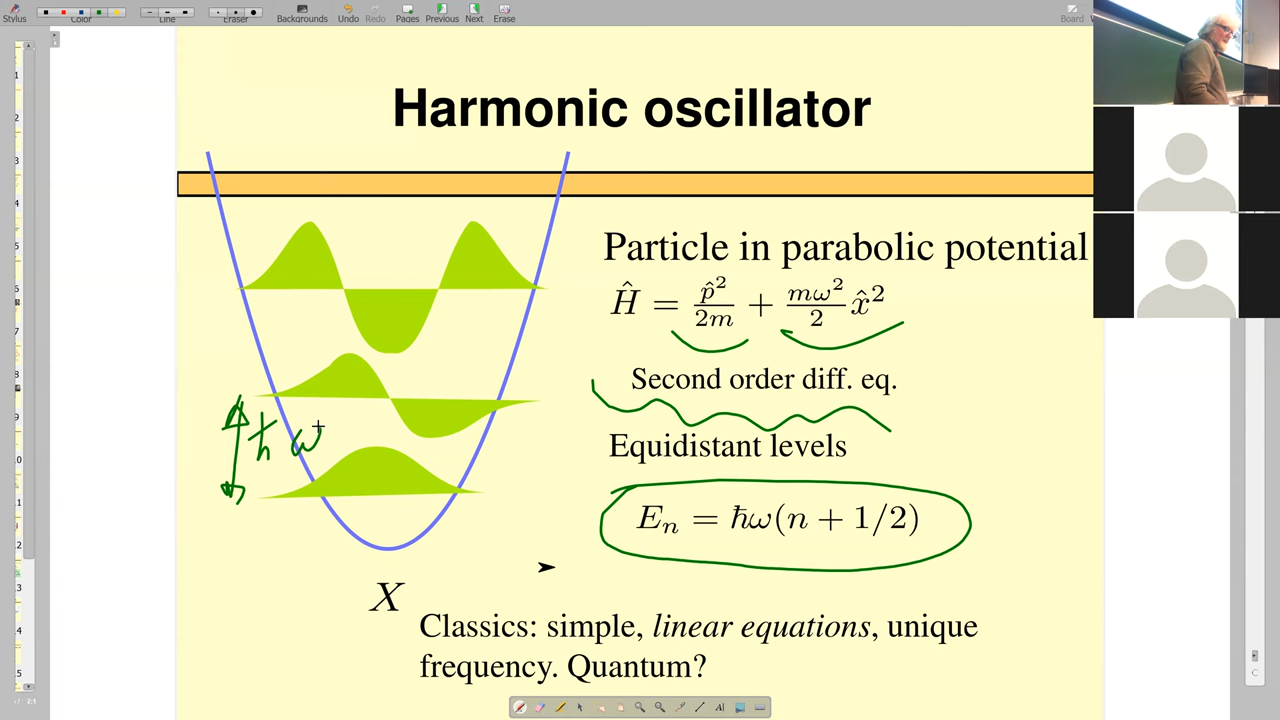 Stylus
Color
Line
Eraser
Backgrounds
Undo
Redo
Pages
Previous
Next
Erase
Board
Harmonic oscillator
Particle in parabolic potential
Ĥ = p̂²/2m + mω²/2 x̂²
Second order diff. eq.
Equidistant levels
ħω
Eₙ = ħω(n + 1/2)
X
Classics: simple, linear equations, unique
frequency. Quantum?